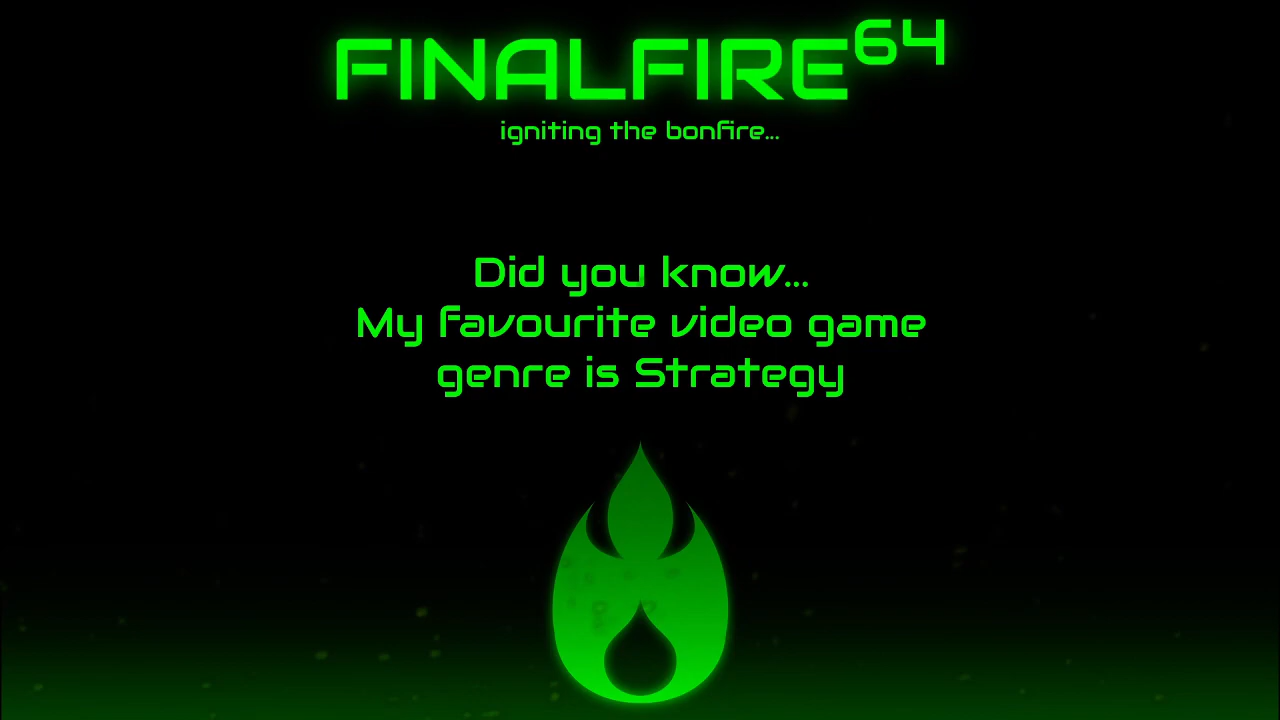 FINALFIRE64
igniting the bonfire...
Did you know...
My favourite video game
genre is Strategy